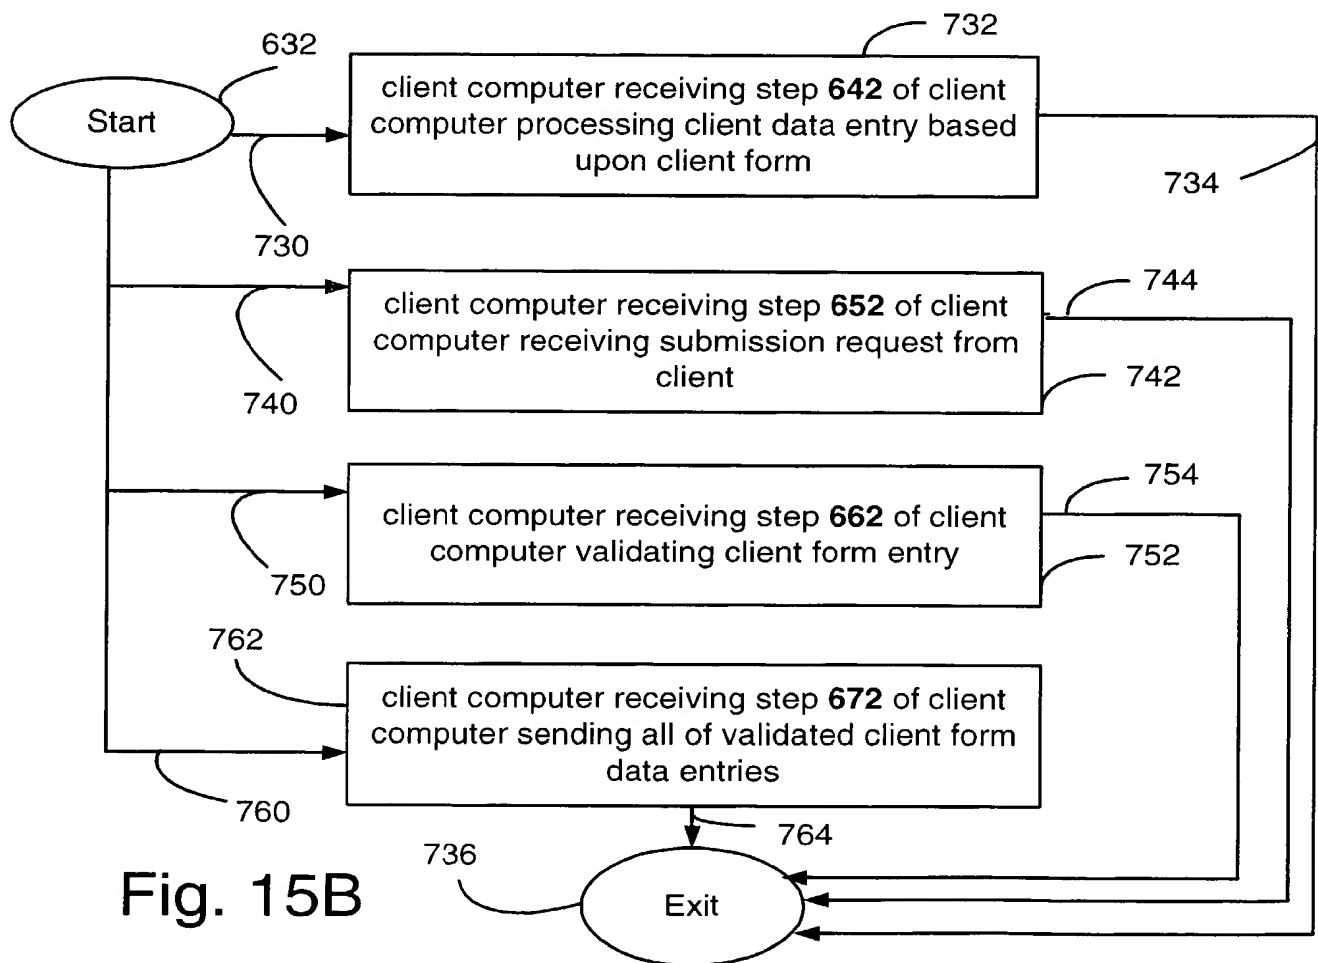 632
732
Start
client computer receiving step 642 of client
computer processing client data entry based
upon client form
734
730
client computer receiving step 652 of client
computer receiving submission request from
client
744
742
740
client computer receiving step 662 of client
computer validating client form entry
754
752
750
762
client computer receiving step 672 of client
computer sending all of validated client form
data entries
760
764
736
Exit
Fig. 15B